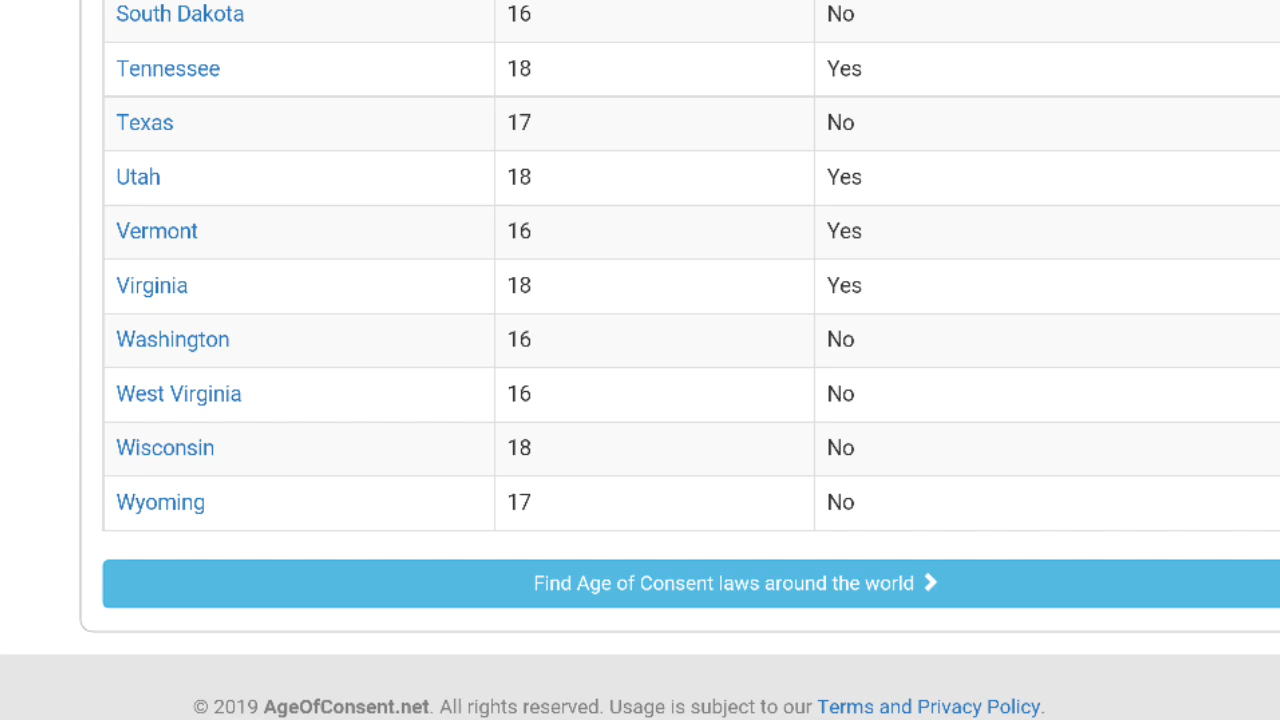 South Dakota 16 No
Tennessee 18 Yes
Texas 17 No
Utah 18 Yes
Vermont 16 Yes
Virginia 18 Yes
Washington 16 No
West Virginia 16 No
Wisconsin 18 No
Wyoming 17 No
Find Age of Consent laws around the world
© 2019 AgeOfConsent.net. All rights reserved. Usage is subject to our Terms and Privacy Policy.